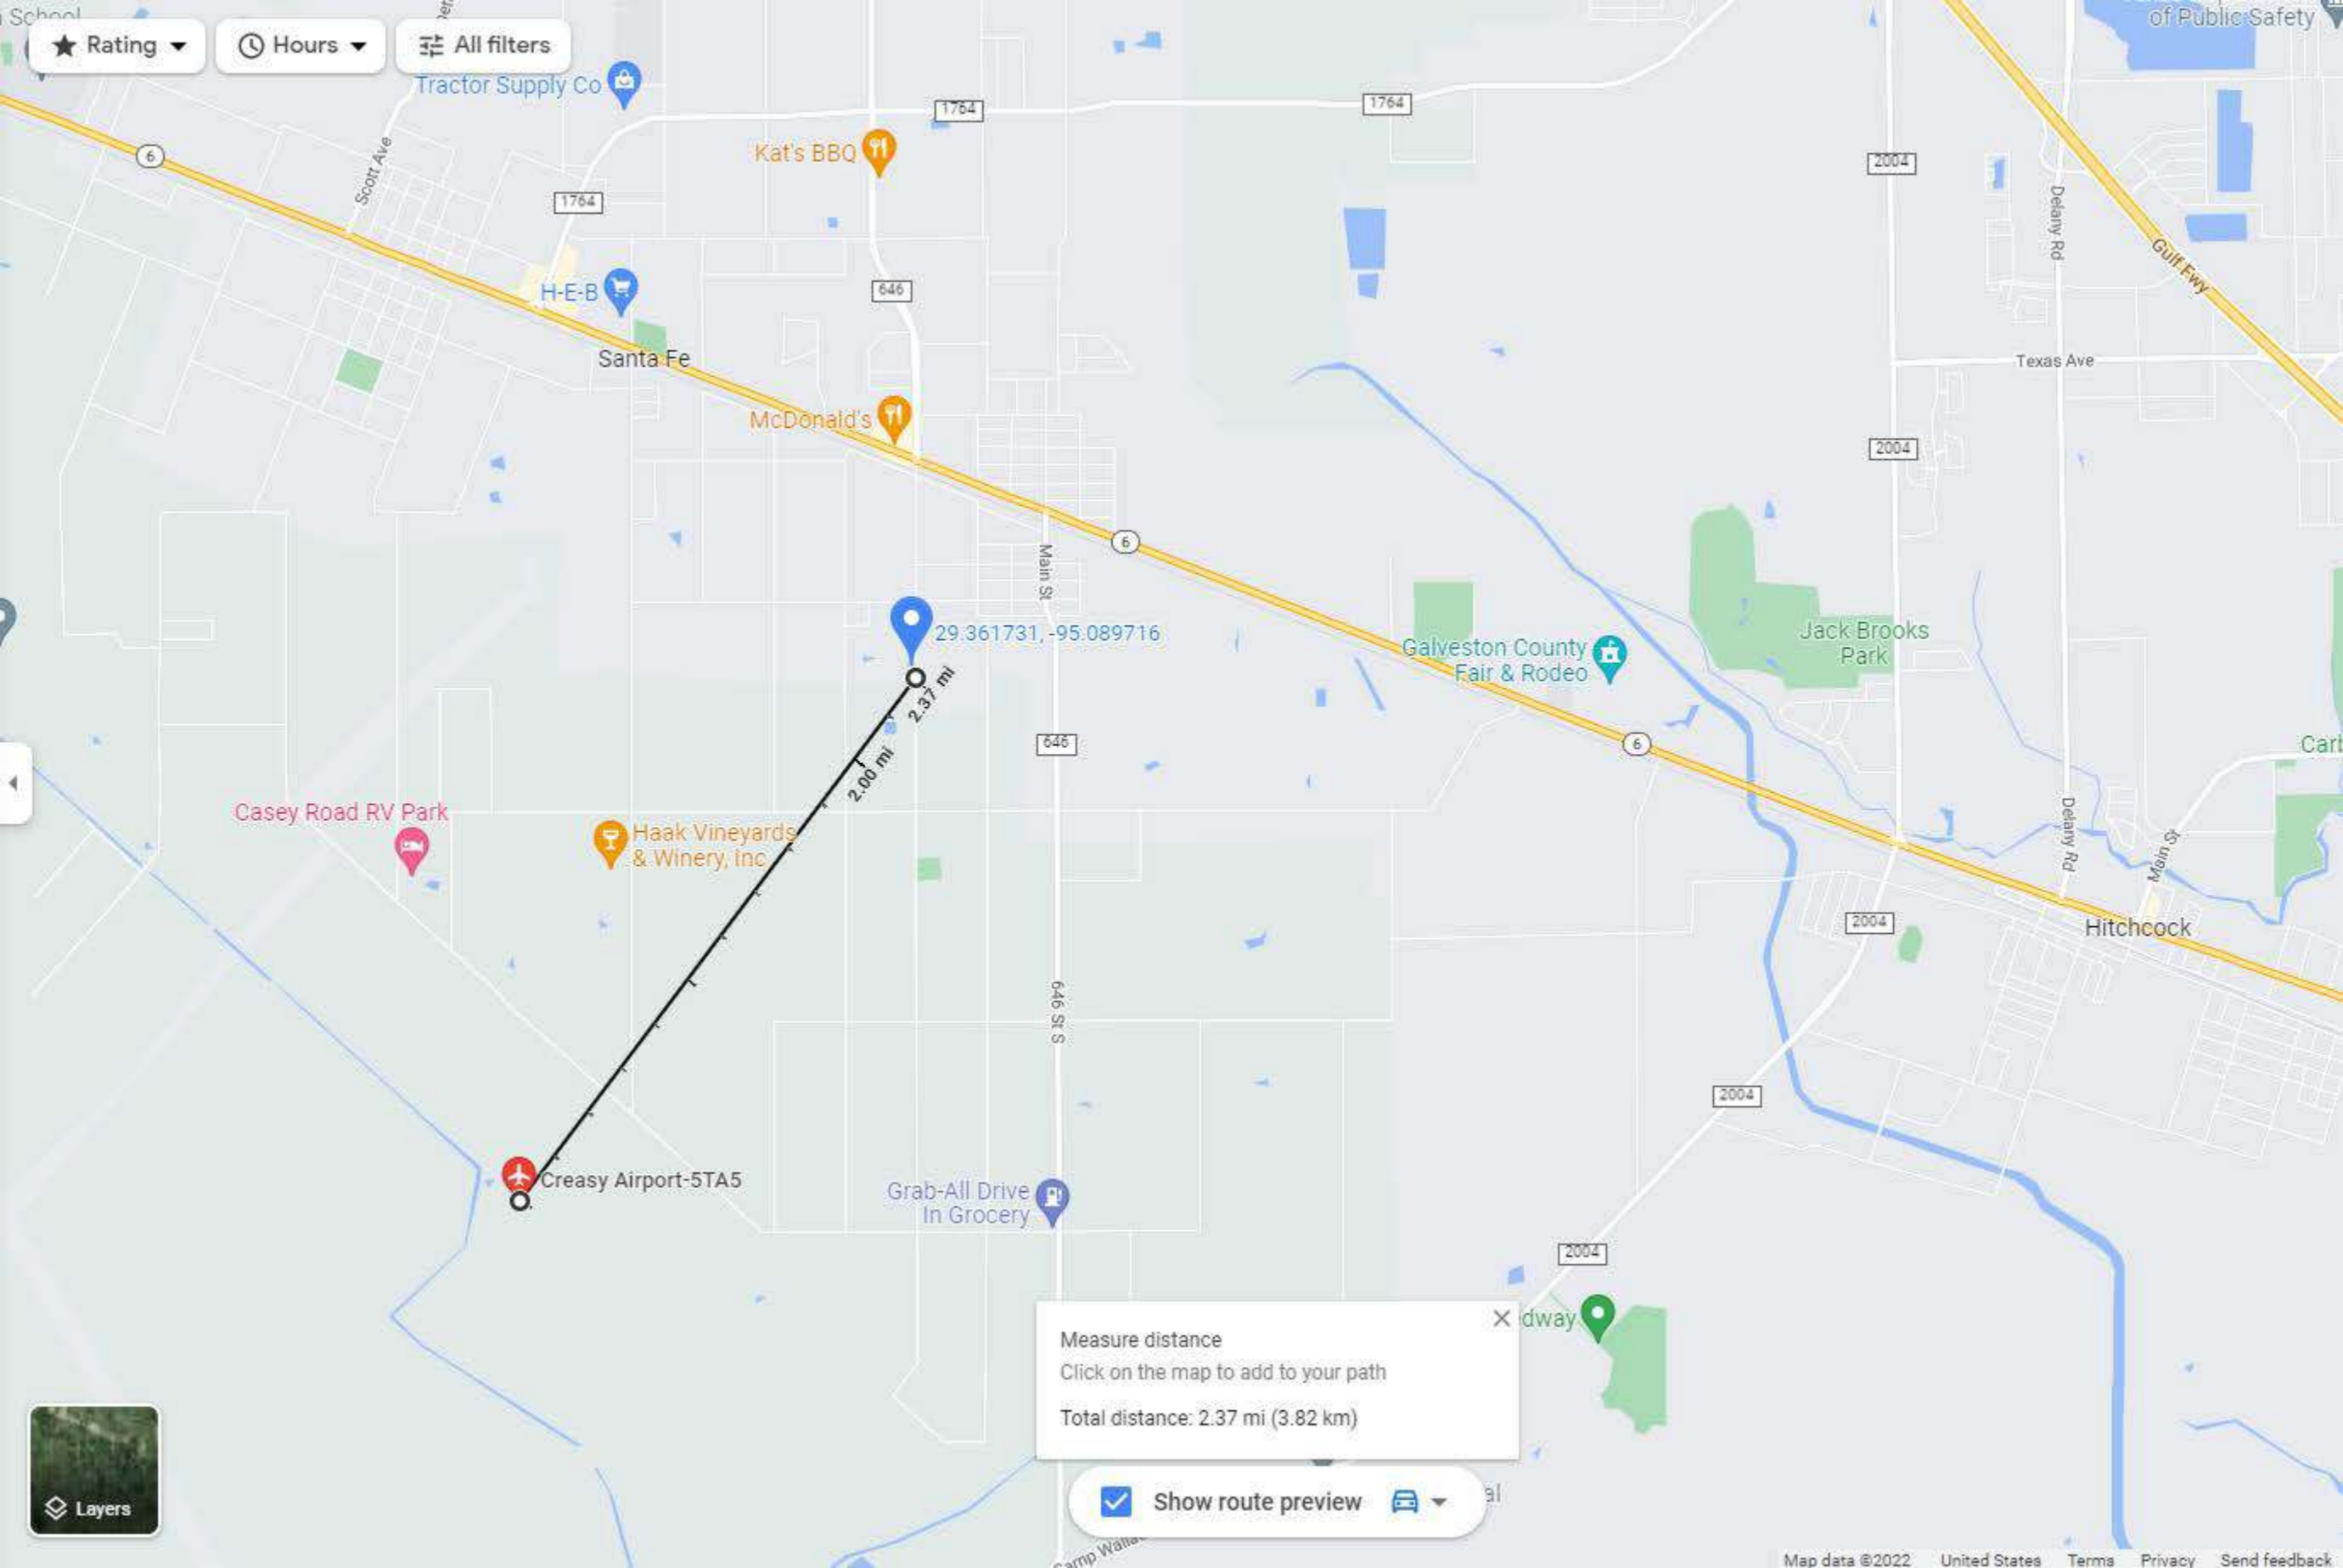 School
Rating
Hours
All filters
of Public Safety
Tractor Supply Co
1764
1764
6
Scott Ave
Kat's BBQ
2004
1764
Delany Rd
Gulf Fwy
H-E-B
646
Santa Fe
Texas Ave
McDonald's
2004
6
Main St
29.361731, -95.089716
2.37 mi
Jack Brooks
Park
Galveston County
Fair & Rodeo
646
6
2.00 mi
Casey Road RV Park
Haak Vineyards
& Winery, Inc
Delany Rd
Main St
2004
Hitchcock
646 St S
2004
Creasy Airport-5TA5
Grab-All Drive
In Grocery
2004
dway
Measure distance
Click on the map to add to your path
Total distance: 2.37 mi (3.82 km)
Layers
Show route preview
al
Map data ©2022 United States Terms Privacy Send feedback